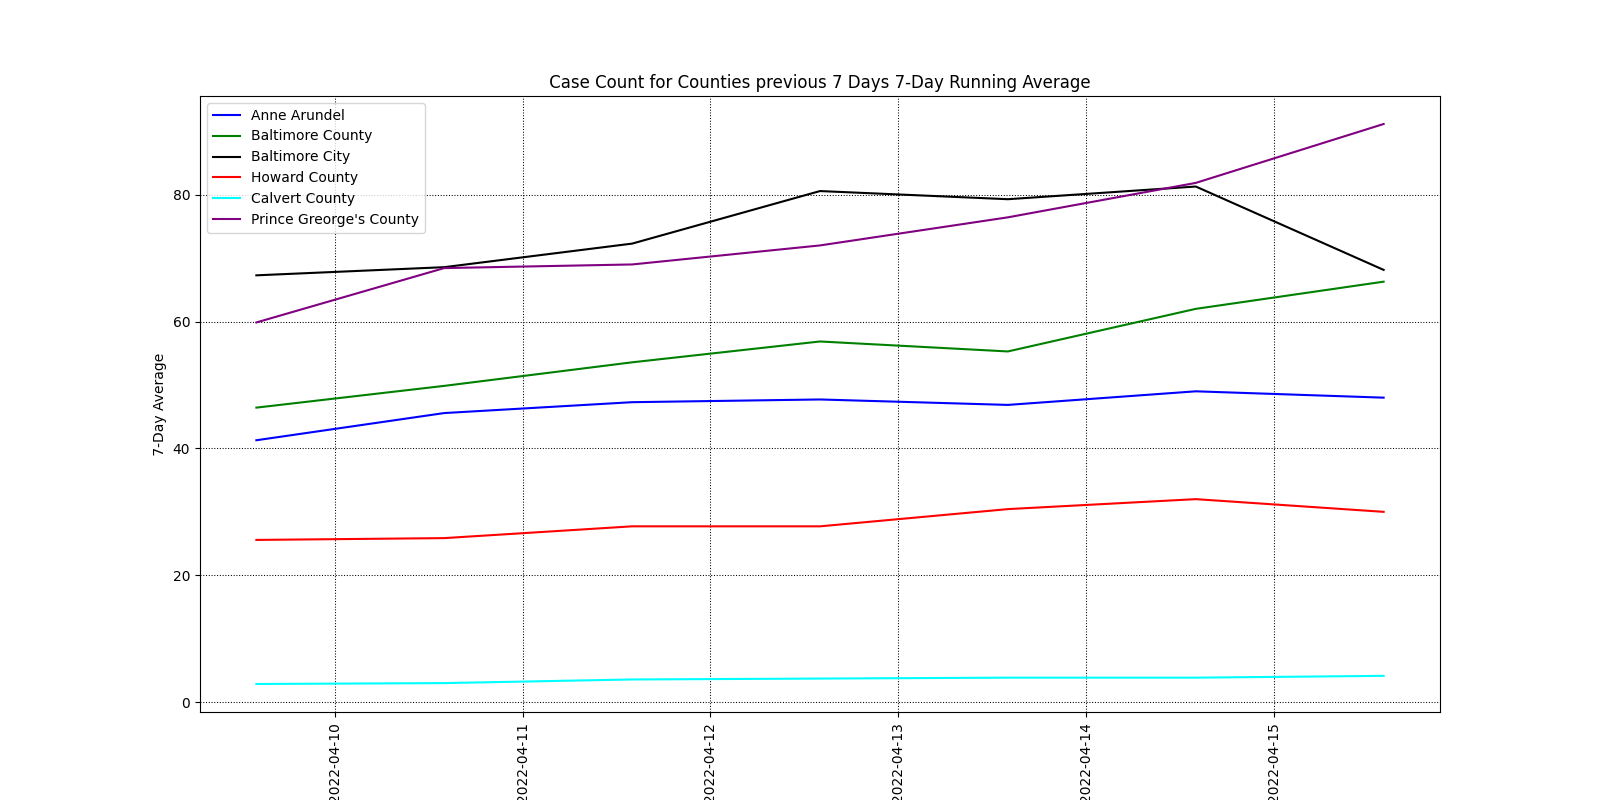 Case Count for Counties previous 7 Days 7-Day Running Average
Anne Arundel
Baltimore County
Baltimore City
Howard County
Calvert County
Prince Greorge's County
7-Day Average
80
60
40
20
0
2022-04-10
2022-04-11
2022-04-12
2022-04-13
2022-04-14
2022-04-15